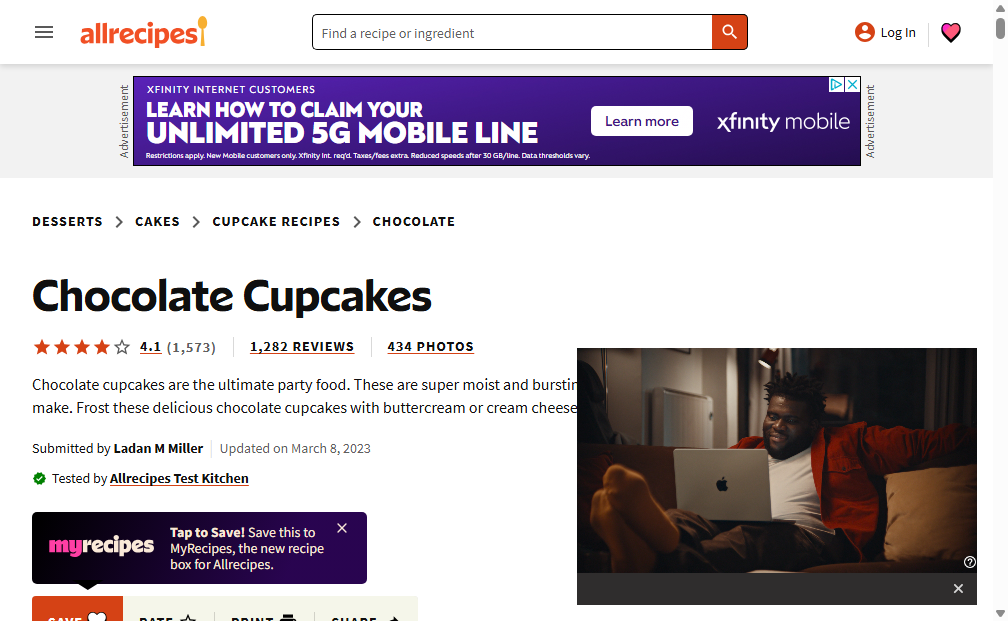 allrecipes
Find a recipe or ingredient
Log In
Advertisement
XFINITY INTERNET CUSTOMERS
LEARN HOW TO CLAIM YOUR
UNLIMITED 5G MOBILE LINE
Restrictions apply. New Mobile customers only. Xfinity Int. req'd. Taxes/fees extra. Reduced speeds after 30 GB/line. Data thresholds vary.
Learn more
xfinity mobile
Advertisement
DESSERTS > CAKES > CUPCAKE RECIPES > CHOCOLATE
Chocolate Cupcakes
4.1 (1,573) 1,282 REVIEWS 434 PHOTOS
Chocolate cupcakes are the ultimate party food. These are super moist and burstin
make. Frost these delicious chocolate cupcakes with buttercream or cream cheese
Submitted by Ladan M Miller Updated on March 8, 2023
Tested by Allrecipes Test Kitchen
myrecipes
Tap to Save! Save this to
MyRecipes, the new recipe
box for Allrecipes.
SAVE RATE PRINT SHARE